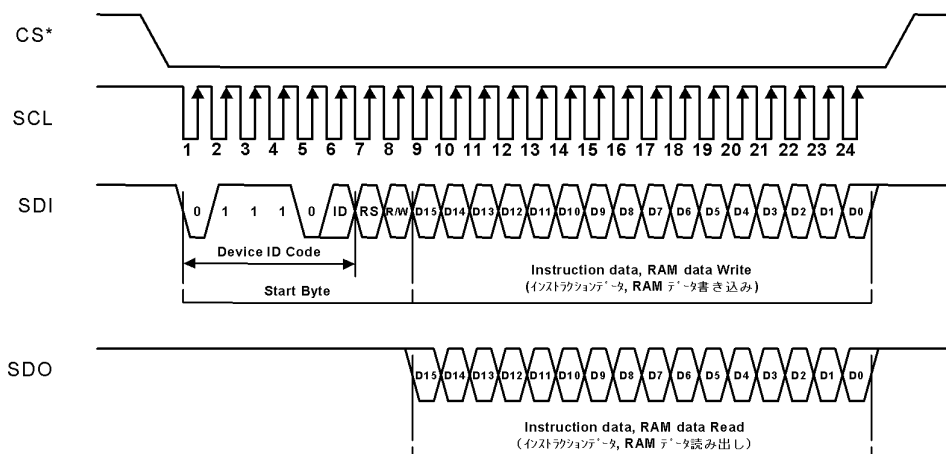 CS*
SCL
1 2 3 4 5 6 7 8 9 10 11 12 13 14 15 16 17 18 19 20 21 22 23 24
SDI
0 1 1 1 0 ID RS R/W D15 D14 D13 D12 D11 D10 D9 D8 D7 D6 D5 D4 D3 D2 D1 D0
Device ID Code
Instruction data, RAM data Write
Start Byte
(インストラクションデータ, RAM データ書き込み)
SDO
D15 D14 D13 D12 D11 D10 D9 D8 D7 D6 D5 D4 D3 D2 D1 D0
Instruction data, RAM data Read
(インストラクションデータ, RAM データ読み出し)